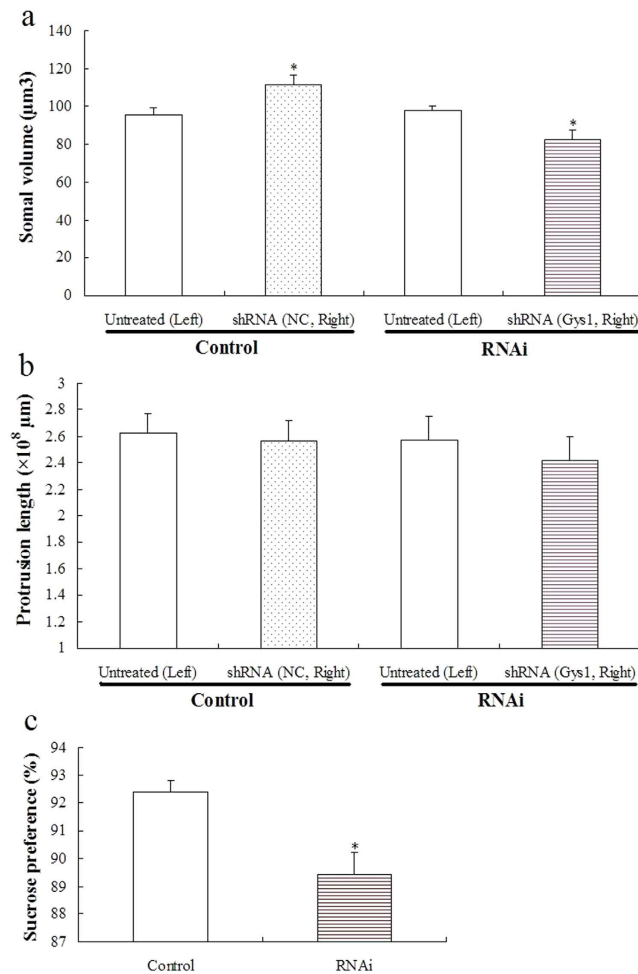 a
Somal volume (µm3)
140
120
100
80
60
40
20
0
*
*
Untreated (Left) shRNA (NC, Right) Untreated (Left) shRNA (Gys1, Right)
Control RNAi
b
Protrusion length (×10⁸ µm)
3
2.8
2.6
2.4
2.2
2
1.8
1.6
1.4
1.2
1
Untreated (Left) shRNA (NC, Right) Untreated (Left) shRNA (Gys1, Right)
Control RNAi
c
Sucrose preference (%)
94
93
92
91
90
89
88
87
*
Control RNAi